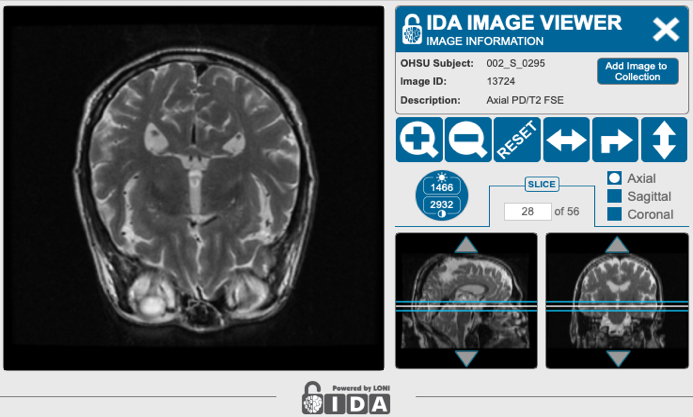 IDA IMAGE VIEWER
IMAGE INFORMATION
OHSU Subject: 002_S_0295
Image ID: 13724
Description: Axial PD/T2 FSE
Add Image to
Collection
RESET
1466
2932
SLICE
28 of 56
Axial
Sagittal
Coronal
Powered by LONI
IDA